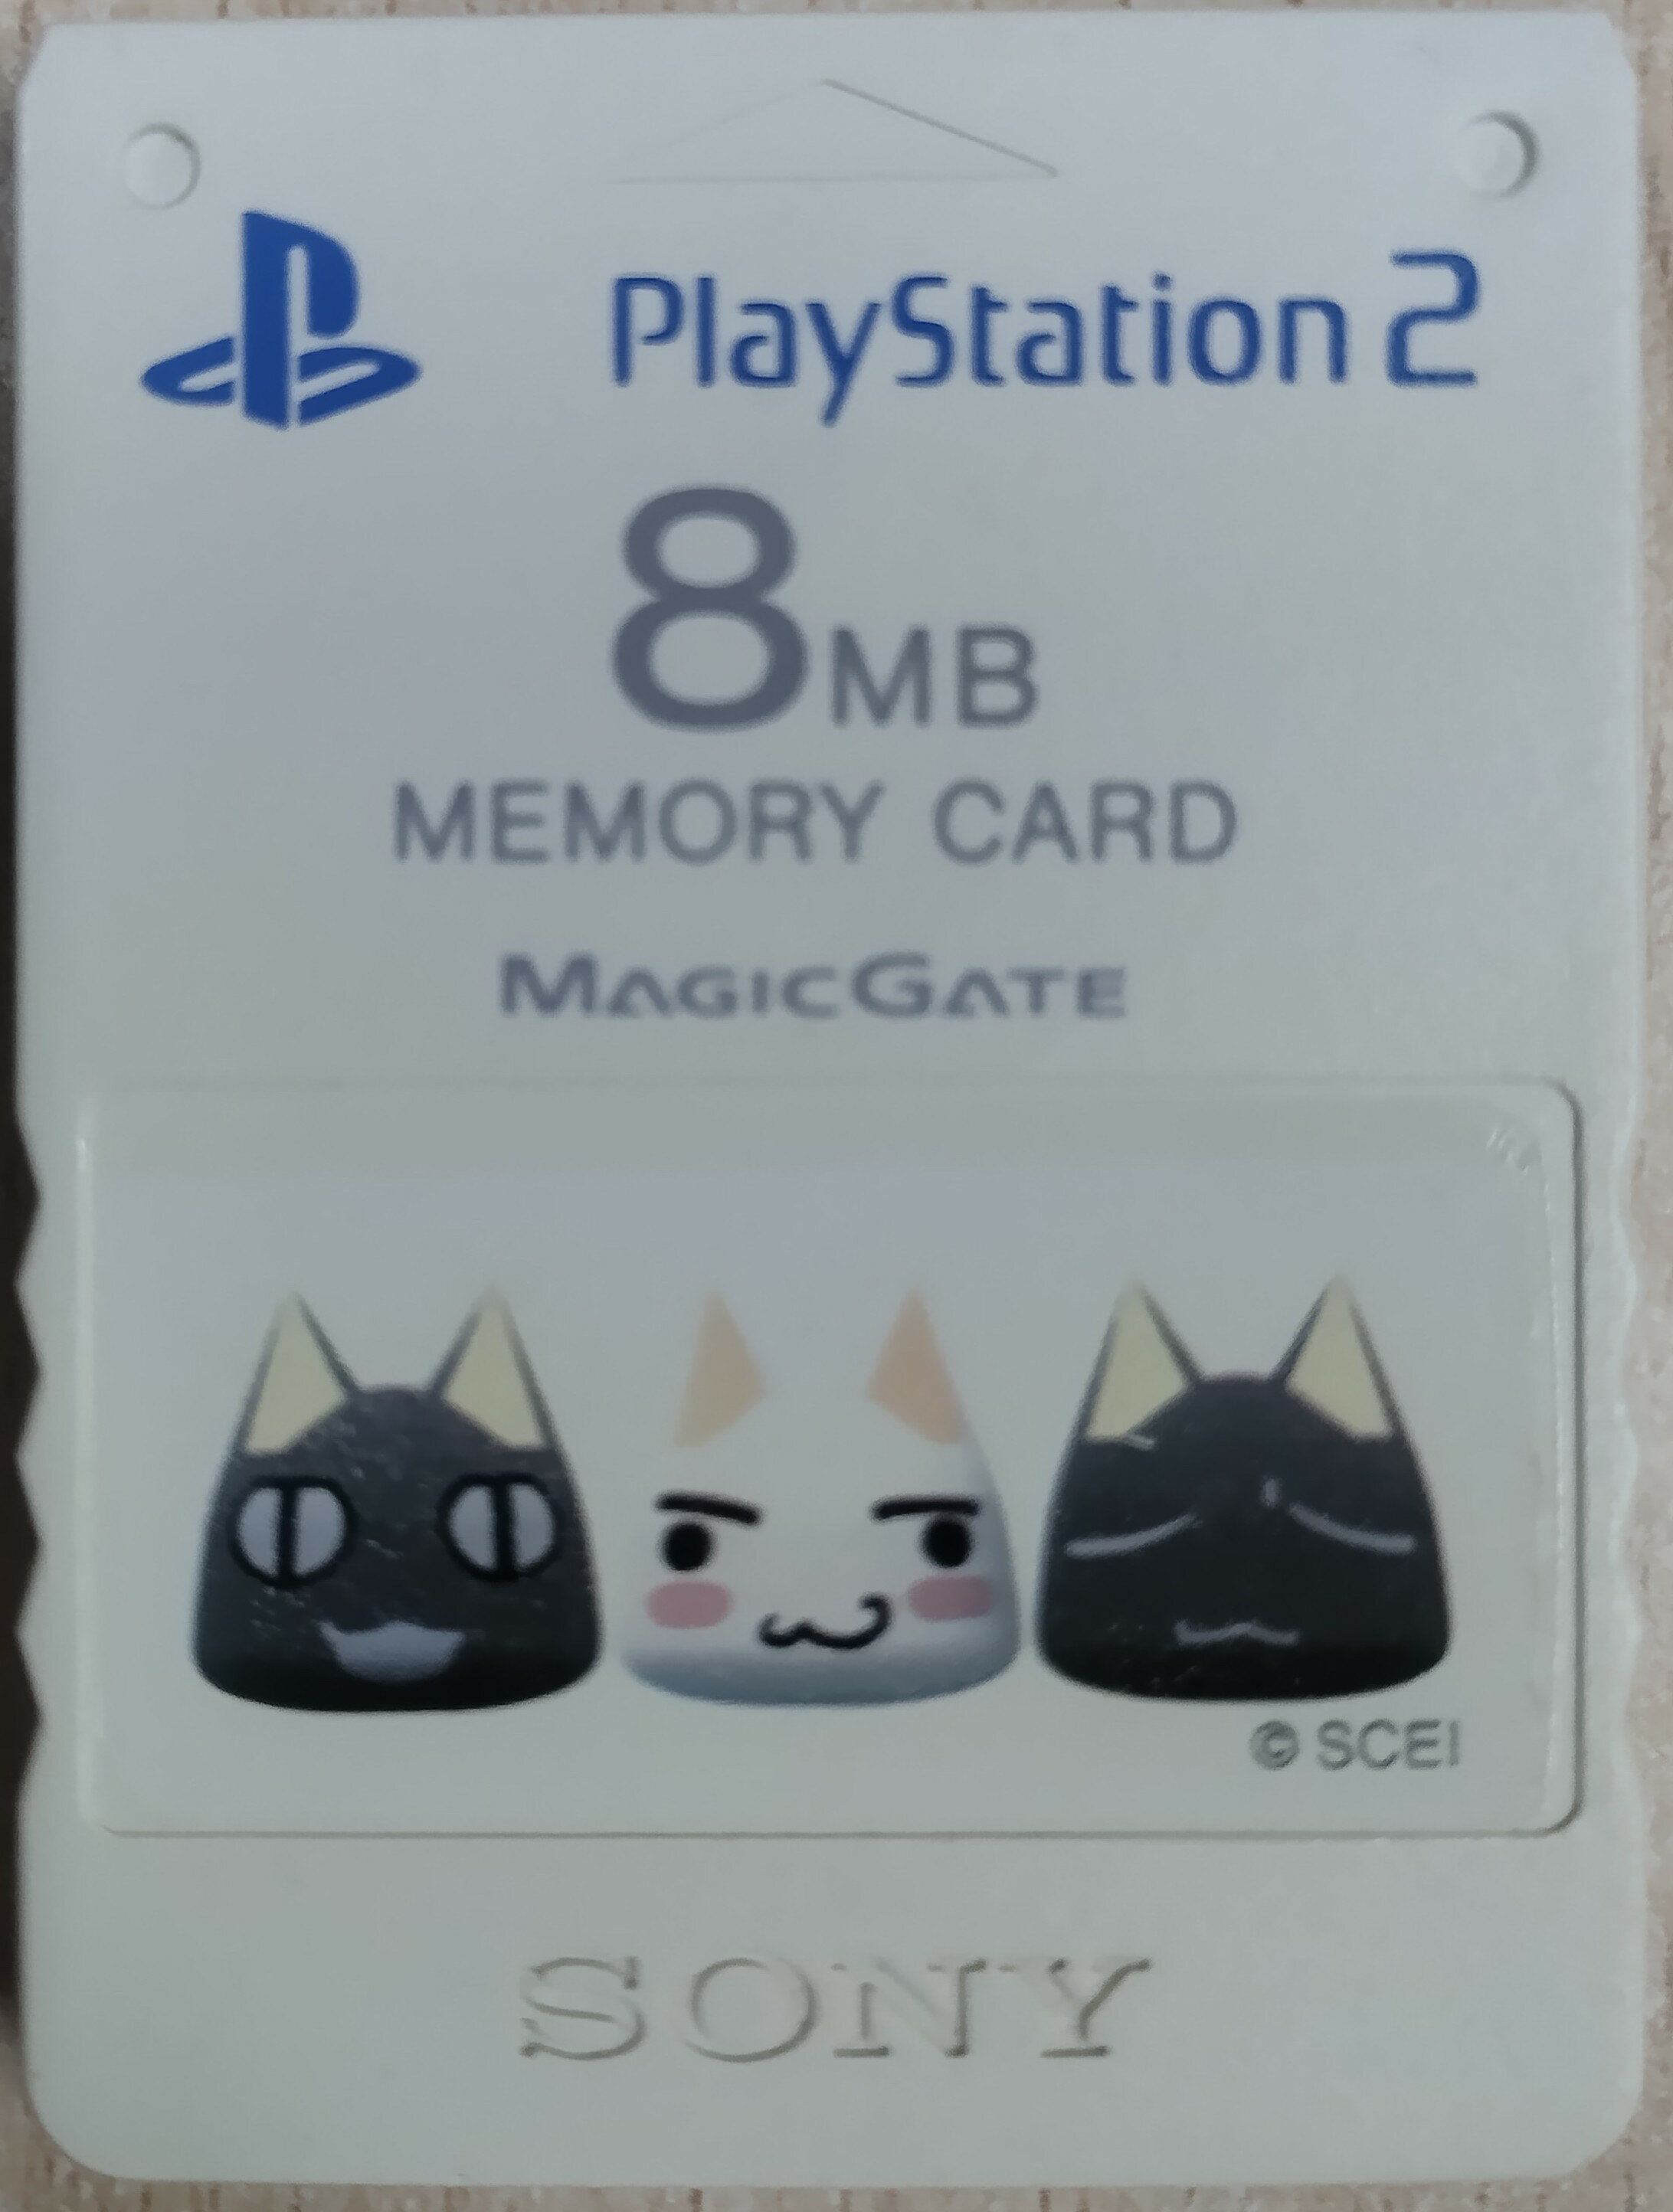 PlayStation 2
8MB
MEMORY CARD
MAGICGATE
© SCEI
SONY